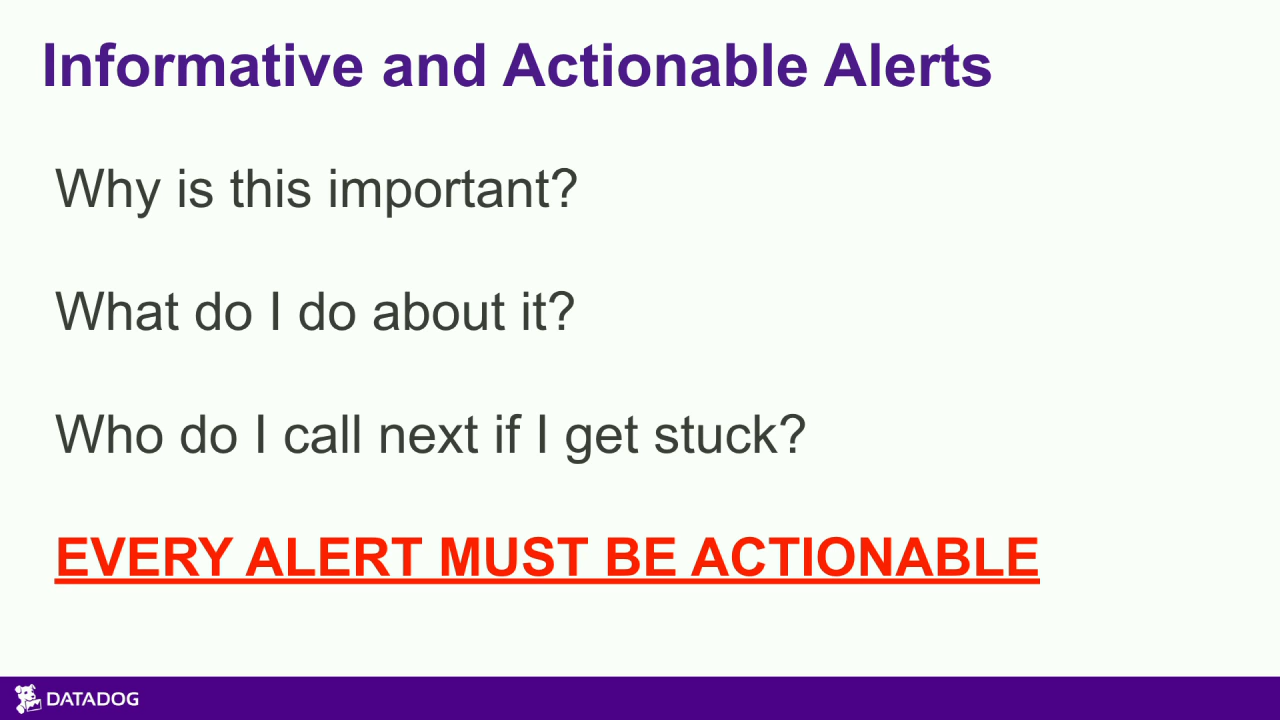 Informative and Actionable Alerts
Why is this important?
What do I do about it?
Who do I call next if I get stuck?
EVERY ALERT MUST BE ACTIONABLE
DATADOG